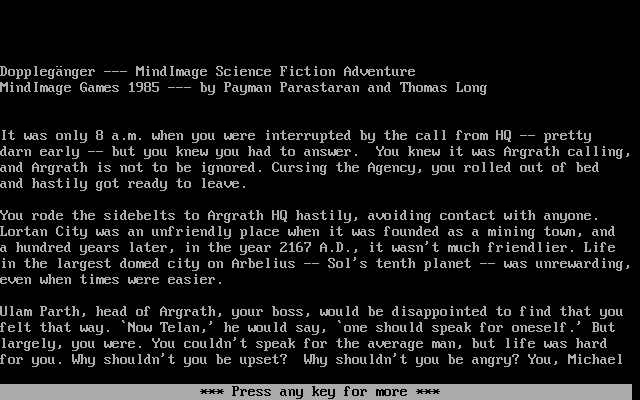 Dopplegänger --- MindImage Science Fiction Adventure
MindImage Games 1985 --- by Payman Parastaran and Thomas Long
It was only 8 a.m. when you were interrupted by the call from HQ -- pretty
darn early -- but you knew you had to answer.  You knew it was Argrath calling,
and Argrath is not to be ignored. Cursing the Agency, you rolled out of bed
and hastily got ready to leave.
You rode the sidebelts to Argrath HQ hastily, avoiding contact with anyone.
Lortan City was an unfriendly place when it was founded as a mining town, and
a hundred years later, in the year 2167 A.D., it wasn't much friendlier. Life
in the largest domed city on Arbelius -- Sol's tenth planet -- was unrewarding,
even when times were easier.
Ulam Parth, head of Argrath, your boss, would be disappointed to find that you
felt that way. `Now Telan,' he would say, `one should speak for oneself.' But
largely, you were. You couldn't speak for the average man, but life was hard
for you. Why shouldn't you be upset?  Why shouldn't you be angry? You, Michael
*** Press any key for more ***